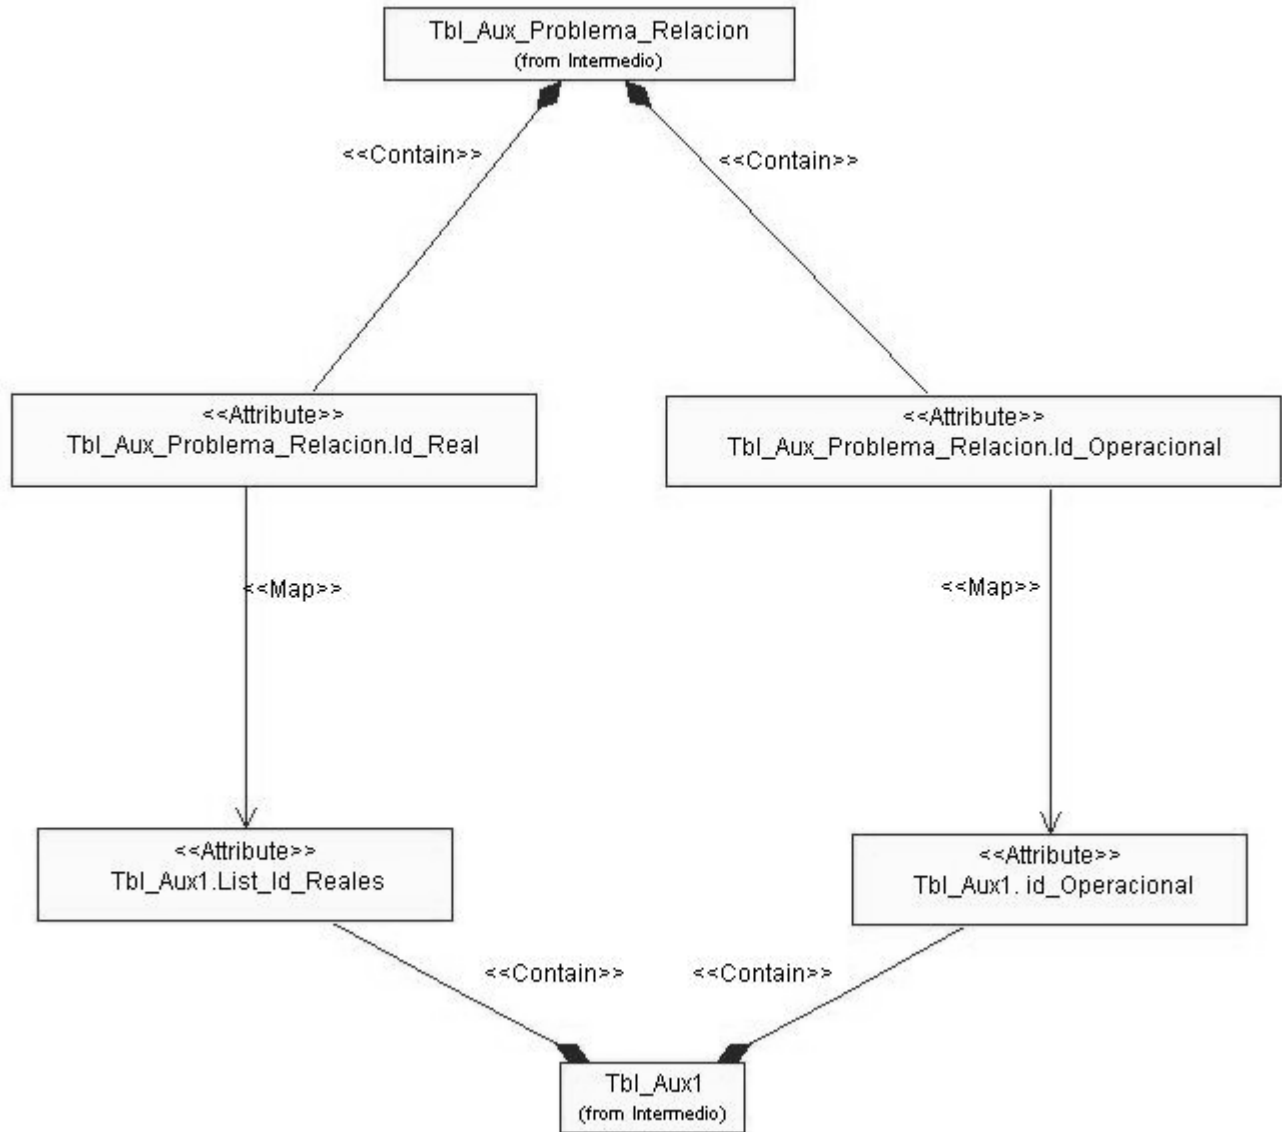 Tbl_Aux_Problema_Relacion
(from Intermedio)
<<Contain>>
<<Contain>>
<<Attribute>>
Tbl_Aux_Problema_Relacion.Id_Real
<<Attribute>>
Tbl_Aux_Problema_Relacion.Id_Operacional
<<Map>>
<<Map>>
<<Attribute>>
Tbl_Aux1.List_Id_Reales
<<Attribute>>
Tbl_Aux1. id_Operacional
<<Contain>>
<<Contain>>
Tbl_Aux1
(from Intermedio)